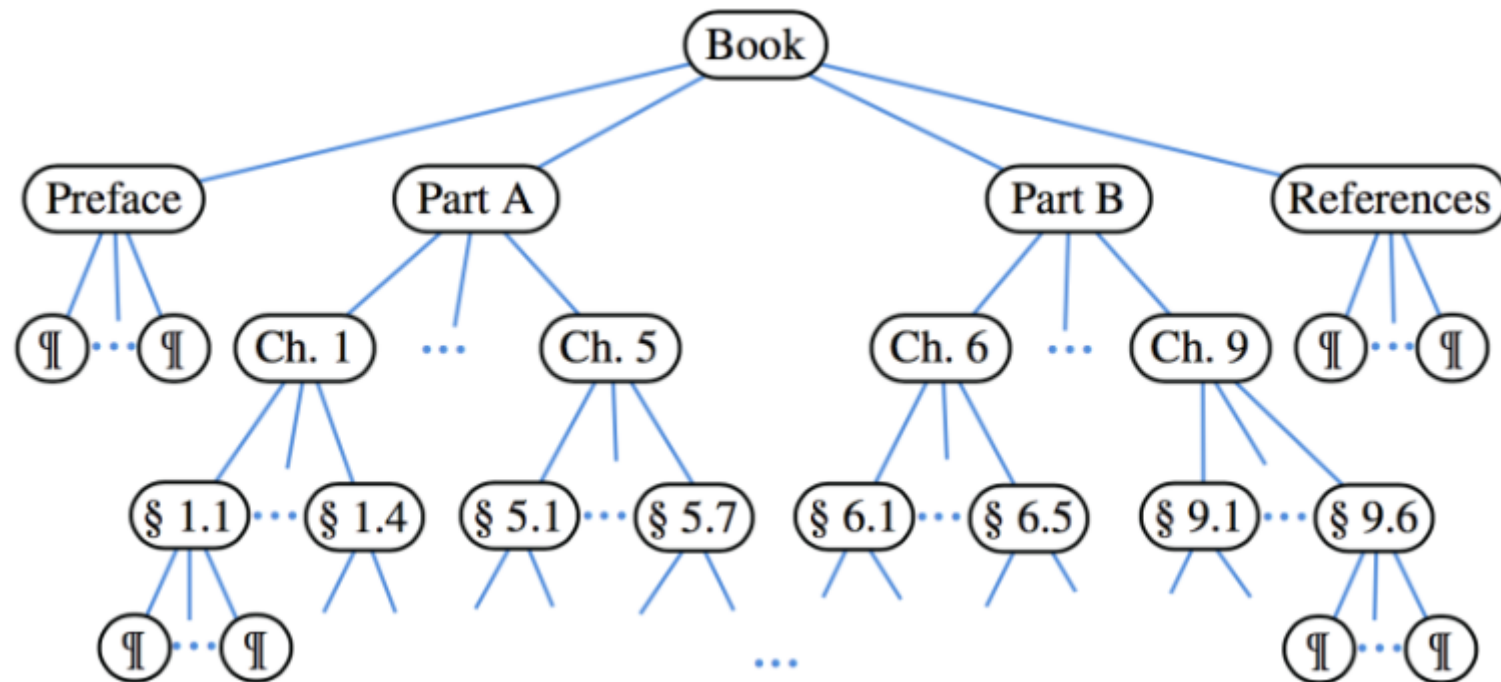 Book
Preface Part A Part B References
¶ ... ¶ Ch. 1 ... Ch. 5 Ch. 6 ... Ch. 9 ¶ ... ¶
§ 1.1 ... § 1.4 § 5.1 ... § 5.7 § 6.1 ... § 6.5 § 9.1 ... § 9.6
¶ ... ¶ ... ¶ ... ¶